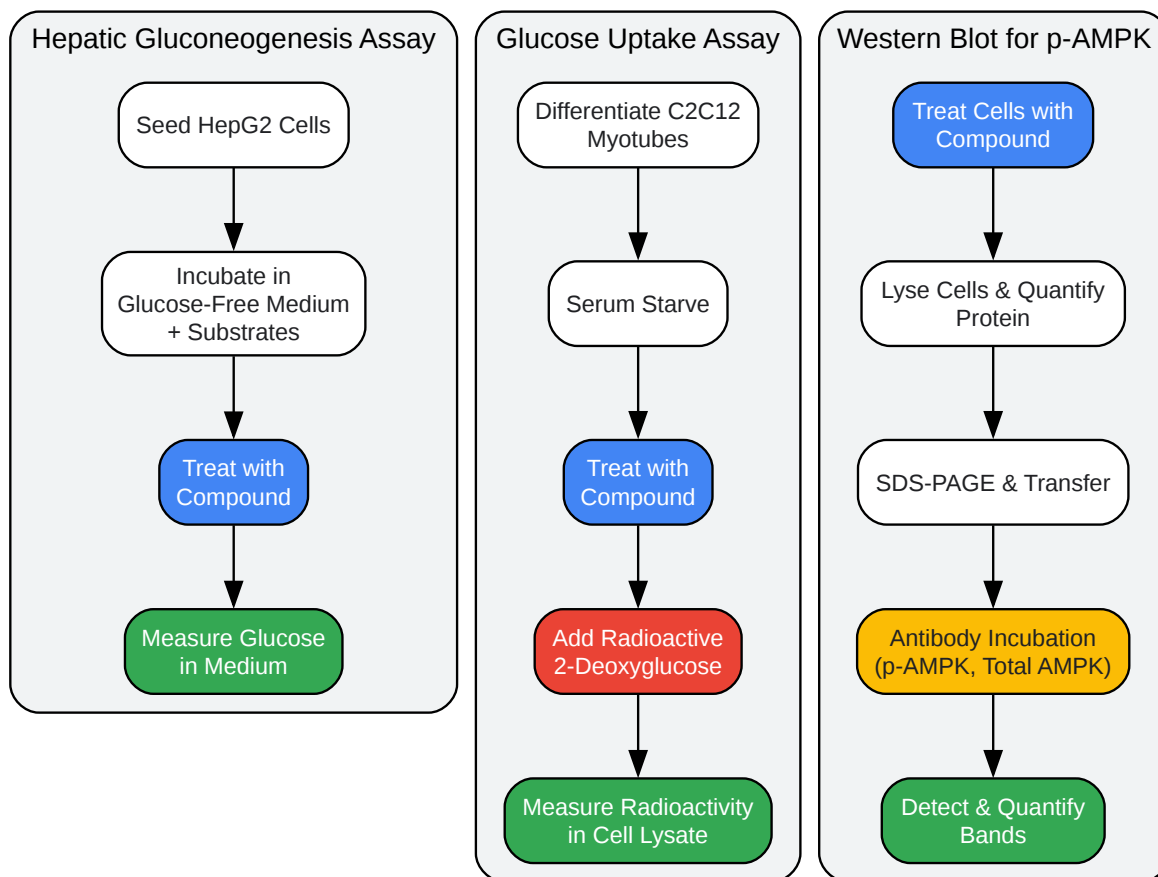 Hepatic Gluconeogenesis Assay
Seed HepG2 Cells
Incubate in
Glucose-Free Medium
+ Substrates
Treat with
Compound
Measure Glucose
in Medium
Glucose Uptake Assay
Differentiate C2C12
Myotubes
Serum Starve
Treat with
Compound
Add Radioactive
2-Deoxyglucose
Measure Radioactivity
in Cell Lysate
Western Blot for p-AMPK
Treat Cells with
Compound
Lyse Cells & Quantify
Protein
SDS-PAGE & Transfer
Antibody Incubation
(p-AMPK, Total AMPK)
Detect & Quantify
Bands